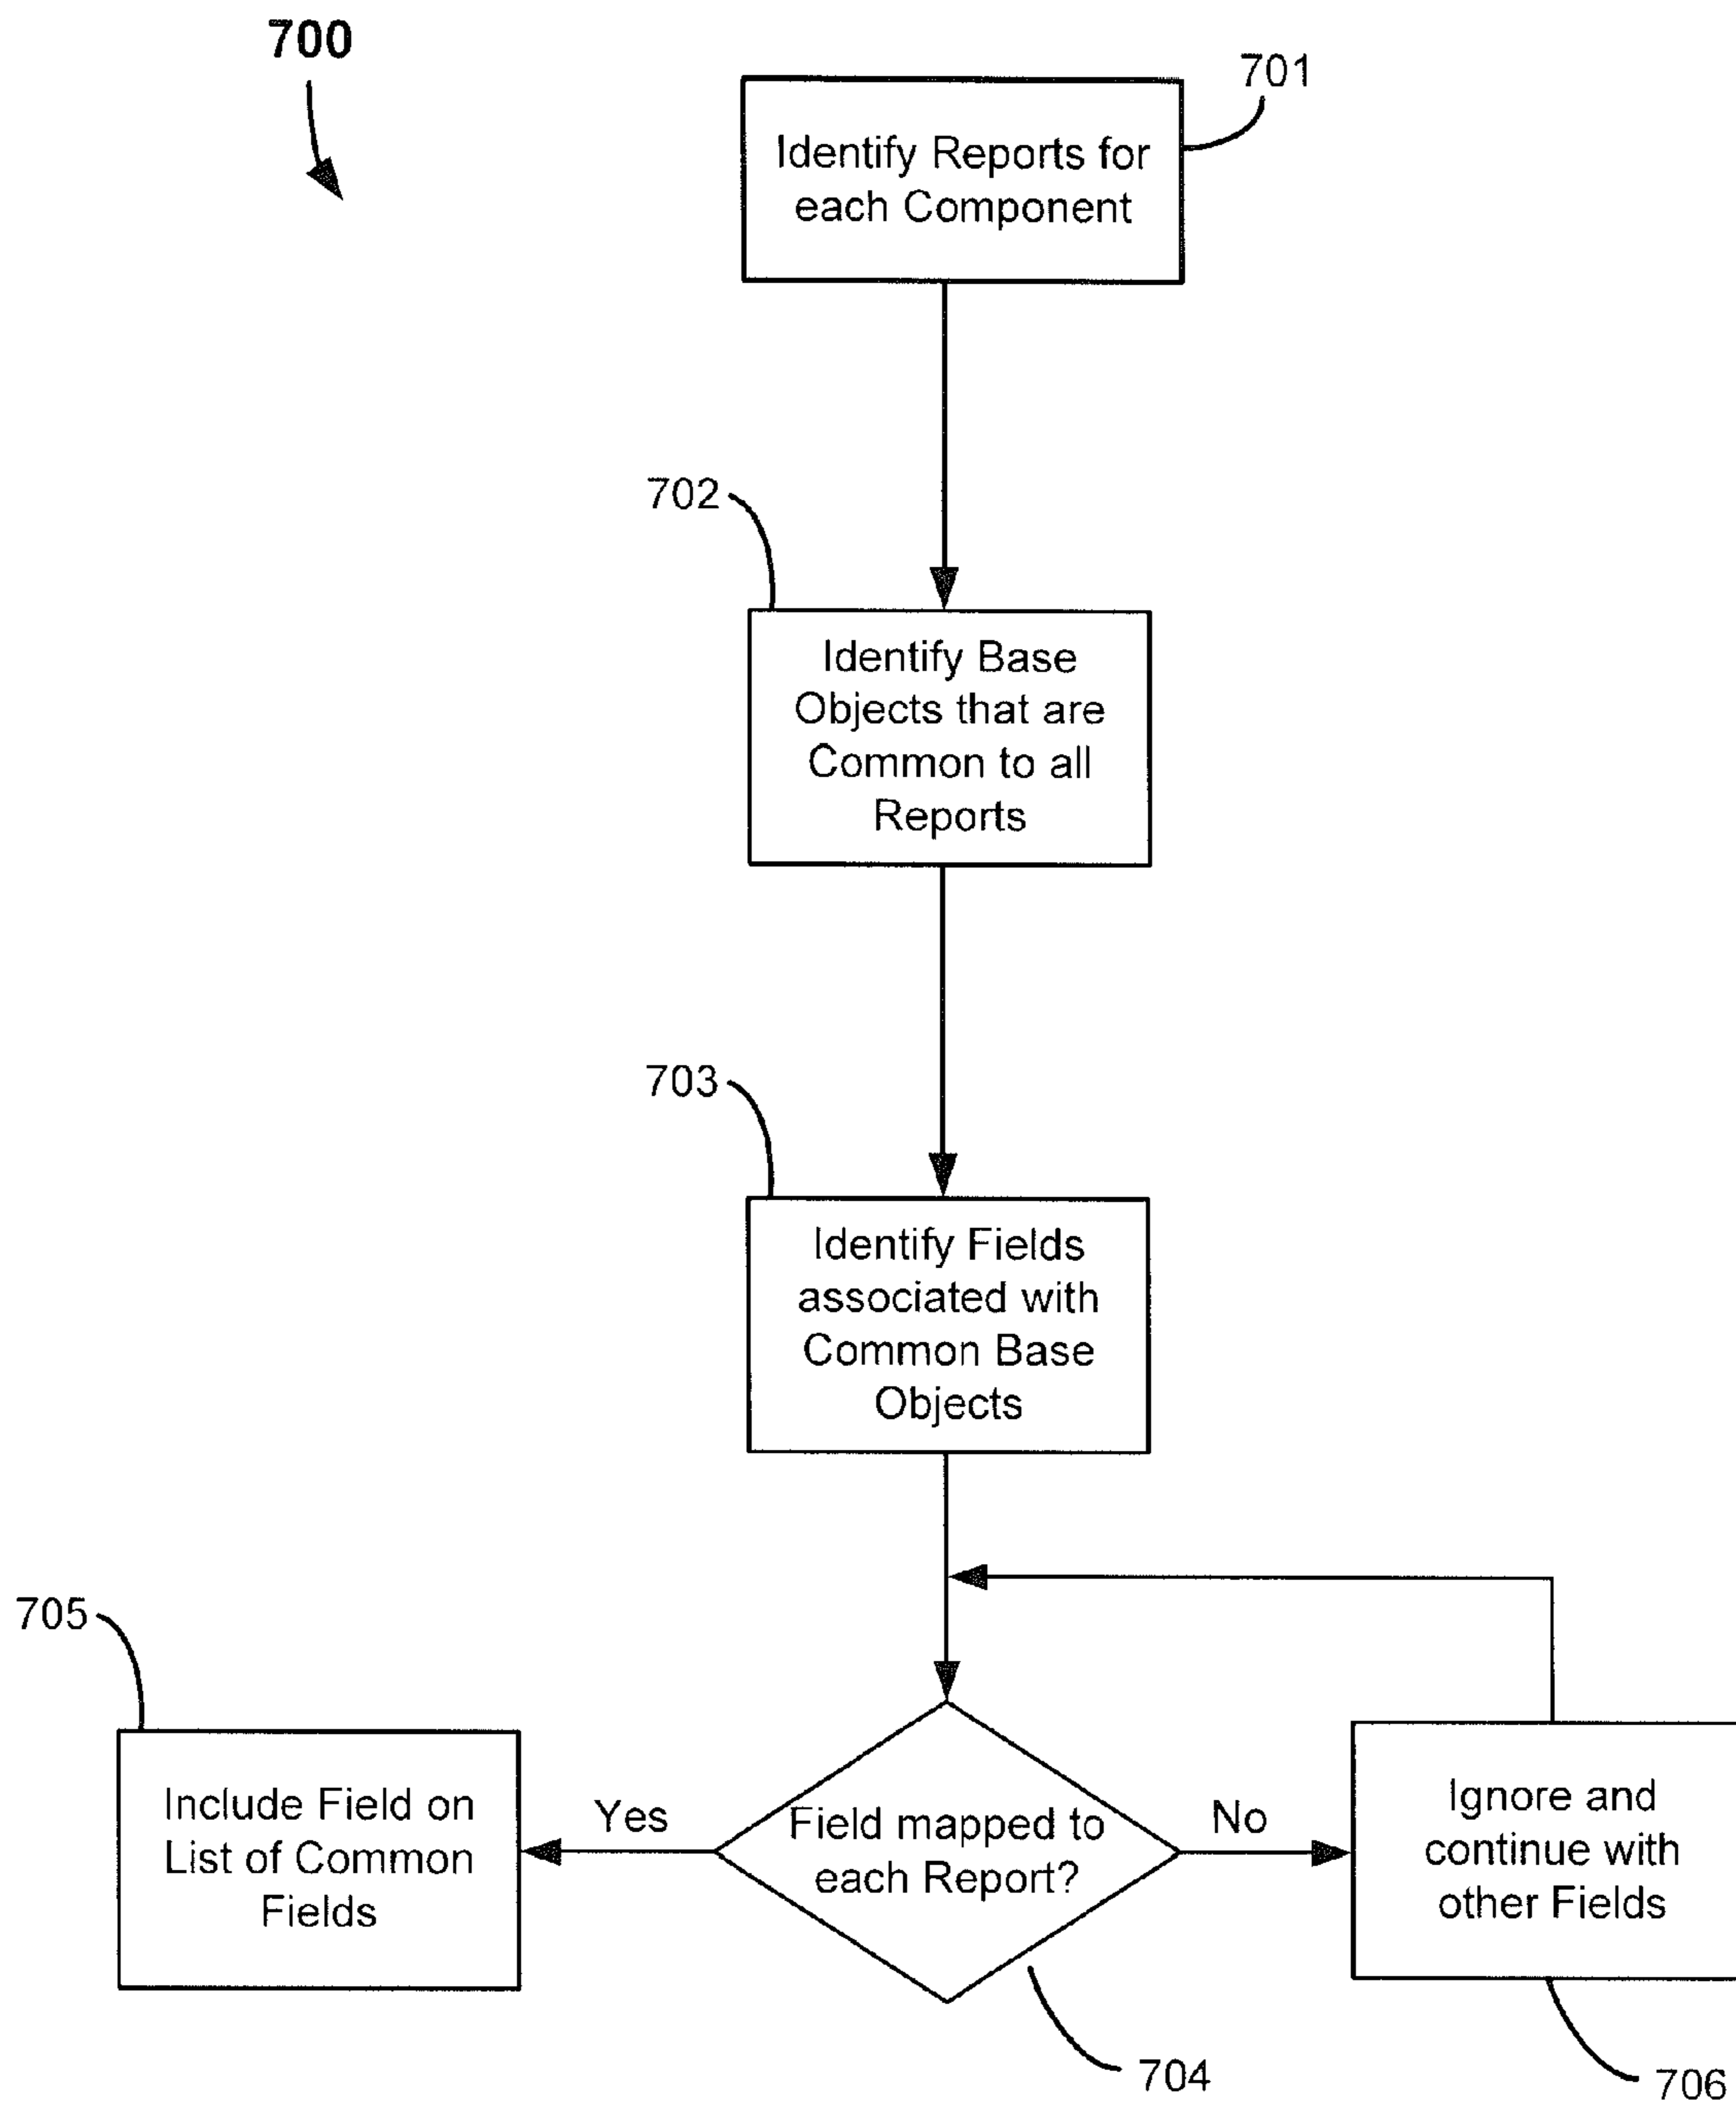 700
701
Identify Reports for
each Component
702
Identify Base
Objects that are
Common to all
Reports
703
Identify Fields
associated with
Common Base
Objects
705
Include Field on
List of Common
Fields
Yes
Field mapped to
each Report?
No
Ignore and
continue with
other Fields
704
706